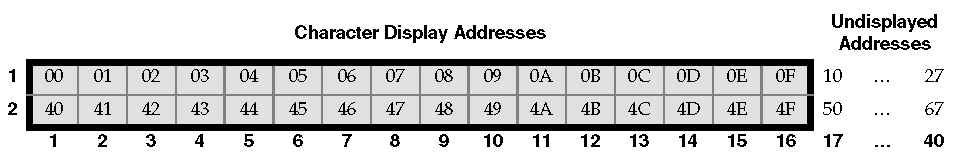 Character Display Addresses
Undisplayed
Addresses
1 00 01 02 03 04 05 06 07 08 09 0A 0B 0C 0D 0E 0F 10 ... 27
2 40 41 42 43 44 45 46 47 48 49 4A 4B 4C 4D 4E 4F 50 ... 67
1 2 3 4 5 6 7 8 9 10 11 12 13 14 15 16 17 ... 40